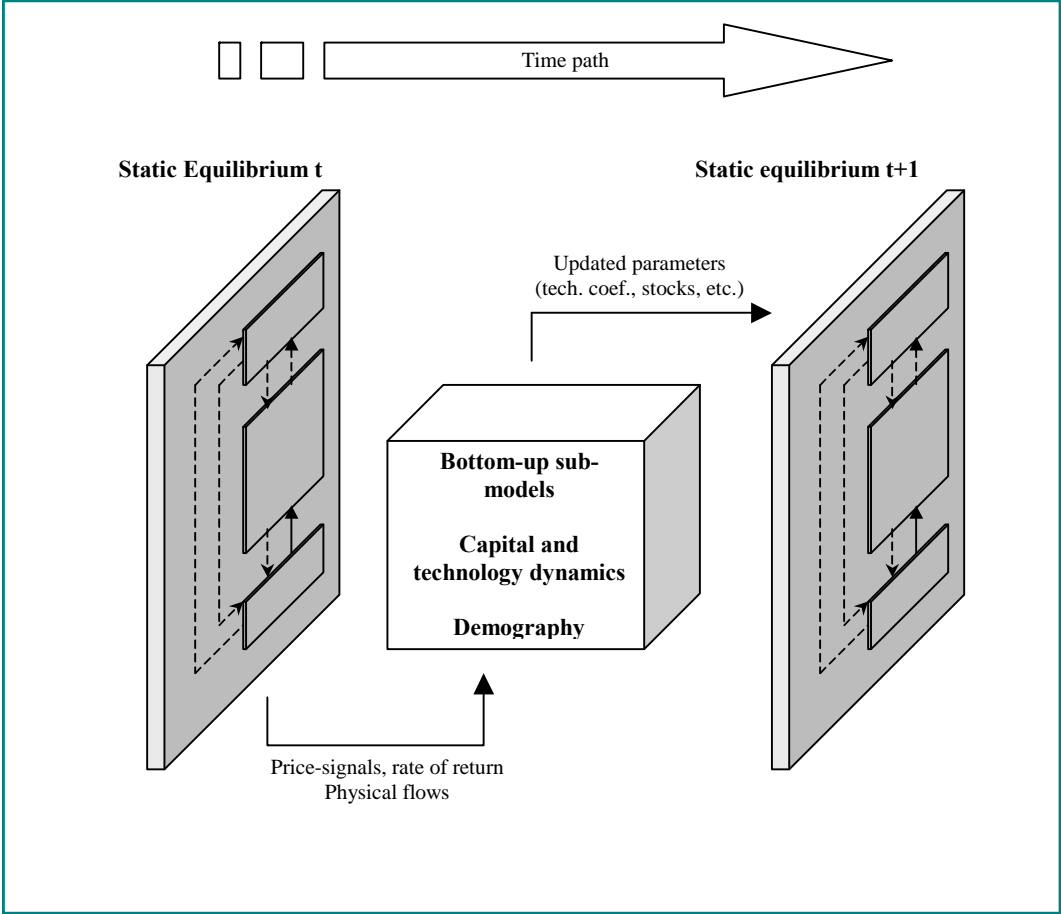 Time path
Static Equilibrium t
Static equilibrium t+1
Updated parameters
(tech. coef., stocks, etc.)
Bottom-up sub-
models
Capital and
technology dynamics
Demography
Price-signals, rate of return
Physical flows